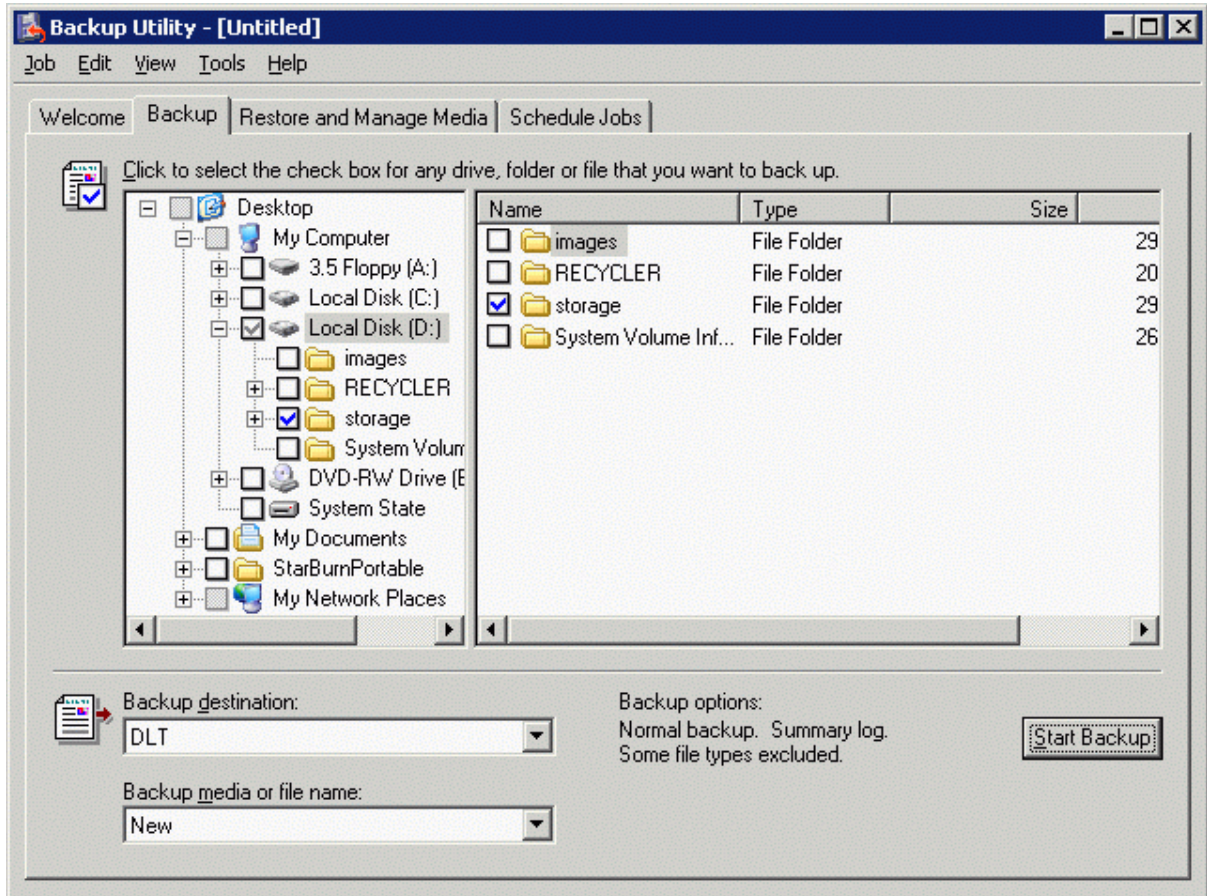 Backup Utility - [Untitled]
Job Edit View Tools Help
Welcome Backup Restore and Manage Media Schedule Jobs
Click to select the check box for any drive, folder or file that you want to back up.
Desktop
My Computer
3.5 Floppy (A:)
Local Disk (C:)
Local Disk (D:)
images
RECYCLER
storage
System Volum
DVD-RW Drive (E
System State
My Documents
StarBurnPortable
My Network Places
Name Type Size
images File Folder 29
RECYCLER File Folder 20
storage File Folder 29
System Volume Inf... File Folder 26
Backup destination:
DLT
Backup media or file name:
New
Backup options:
Normal backup. Summary log.
Some file types excluded.
Start Backup